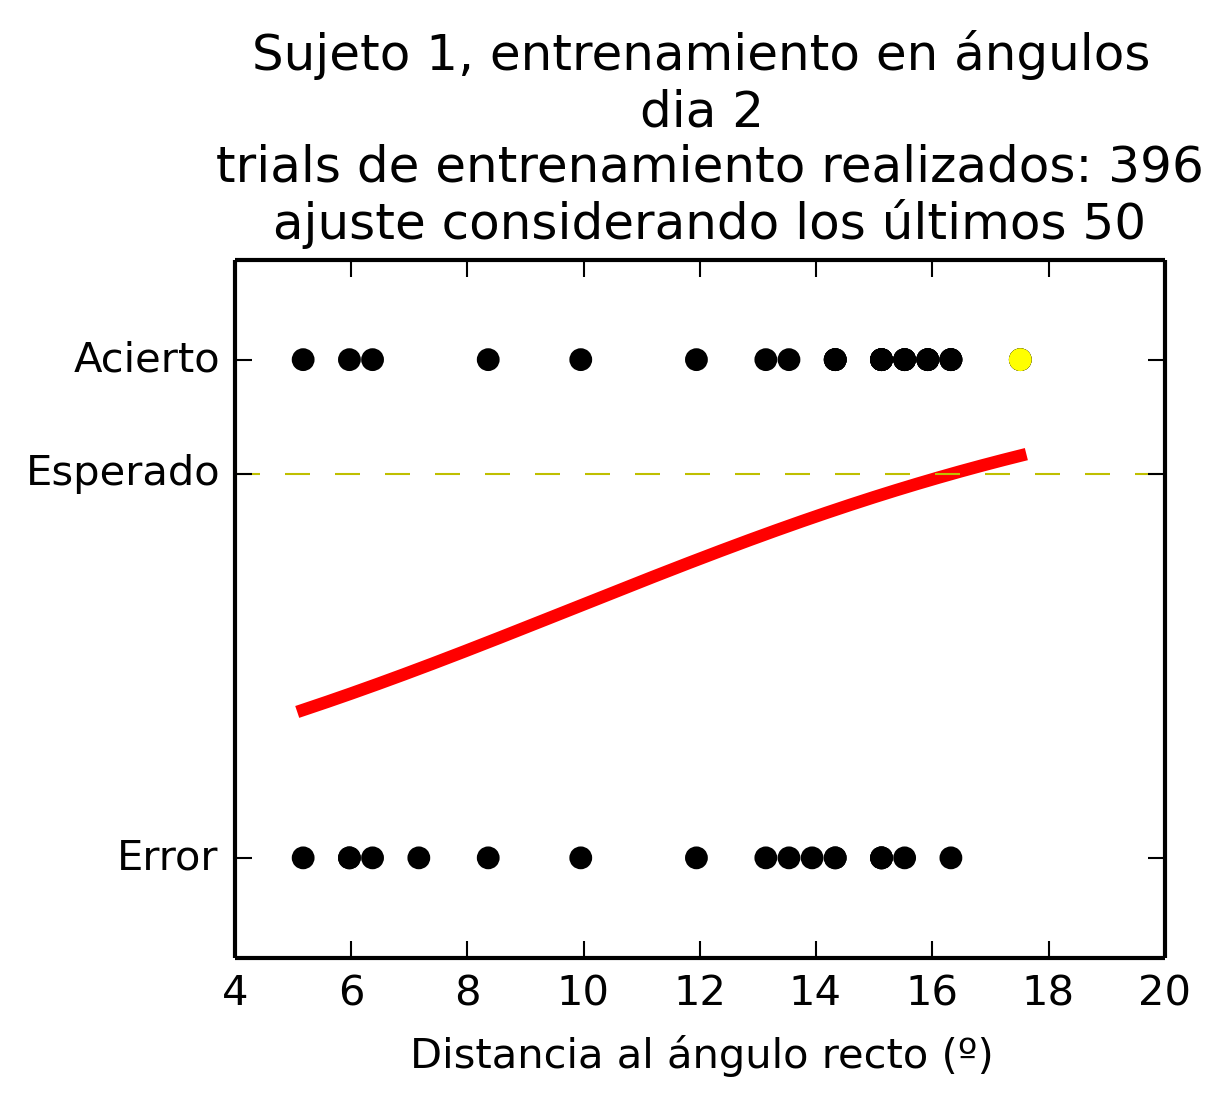 Sujeto 1, entrenamiento en ángulos
dia 2
trials de entrenamiento realizados: 396
ajuste considerando los últimos 50
Acierto
Esperado
Error
4 6 8 10 12 14 16 18 20
Distancia al ángulo recto (º)